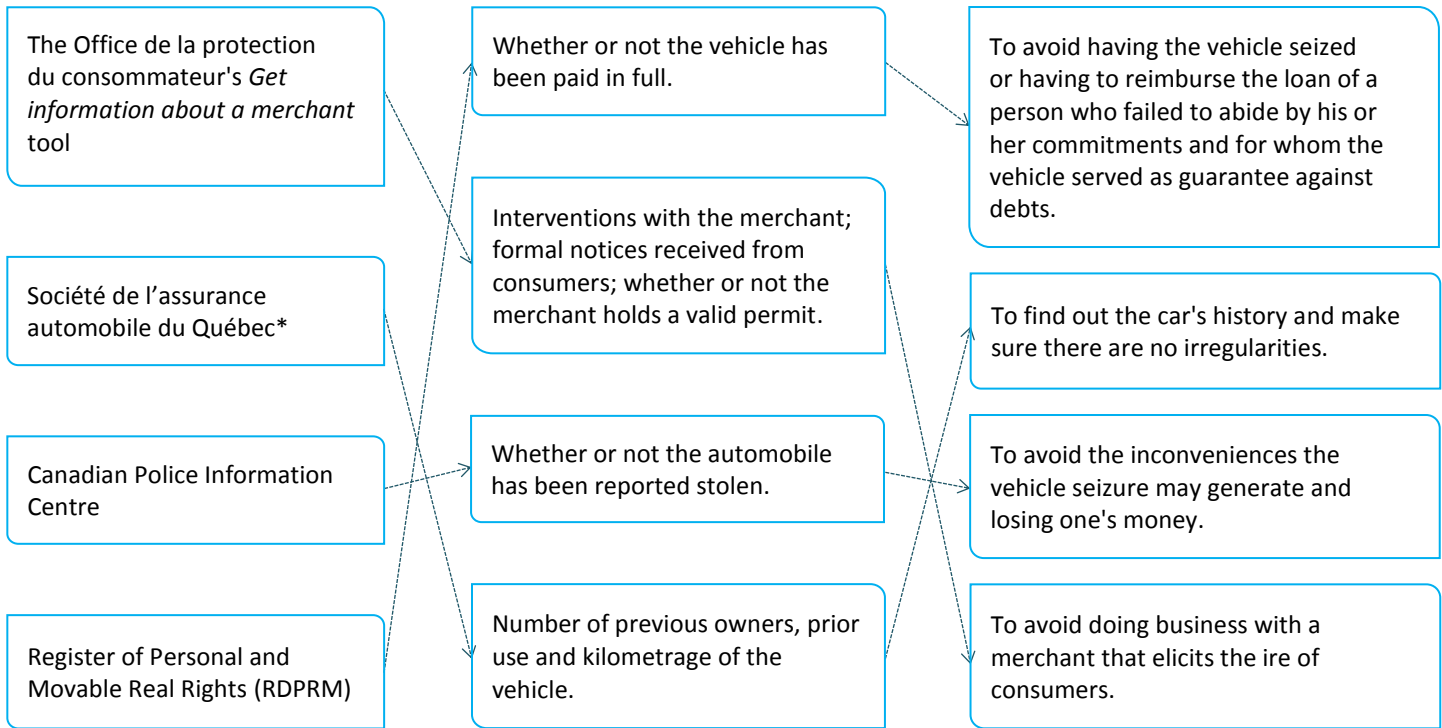 The Office de la protection
du consommateur's Get
information about a merchant
tool
Société de l’assurance
automobile du Québec*
Canadian Police Information
Centre
Register of Personal and
Movable Real Rights (RDPRM)
Whether or not the vehicle has
been paid in full.
Interventions with the merchant;
formal notices received from
consumers; whether or not the
merchant holds a valid permit.
Whether or not the automobile
has been reported stolen.
Number of previous owners, prior
use and kilometrage of the
vehicle.
To avoid having the vehicle seized
or having to reimburse the loan of a
person who failed to abide by his or
her commitments and for whom the
vehicle served as guarantee against
debts.
To find out the car's history and make
sure there are no irregularities.
To avoid the inconveniences the
vehicle seizure may generate and
losing one's money.
To avoid doing business with a
merchant that elicits the ire of
consumers.